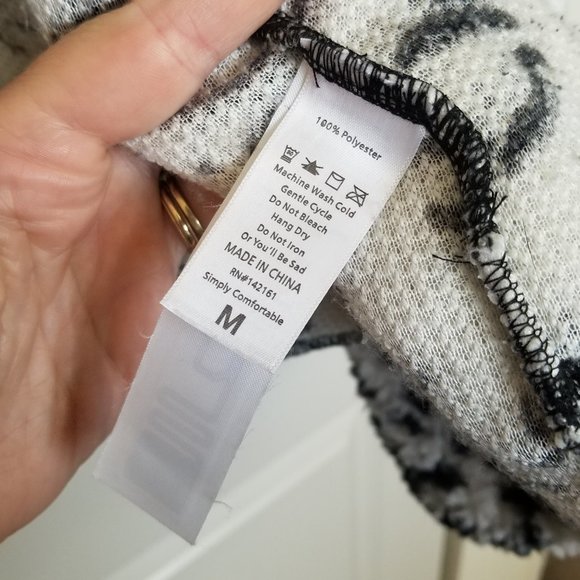 100% Polyester
Machine Wash Cold
Gentle Cycle
Do Not Bleach
Hang Dry
Do Not Iron
Or You'll Be Sad
MADE IN CHINA
RN#142161
Simply Comfortable
M